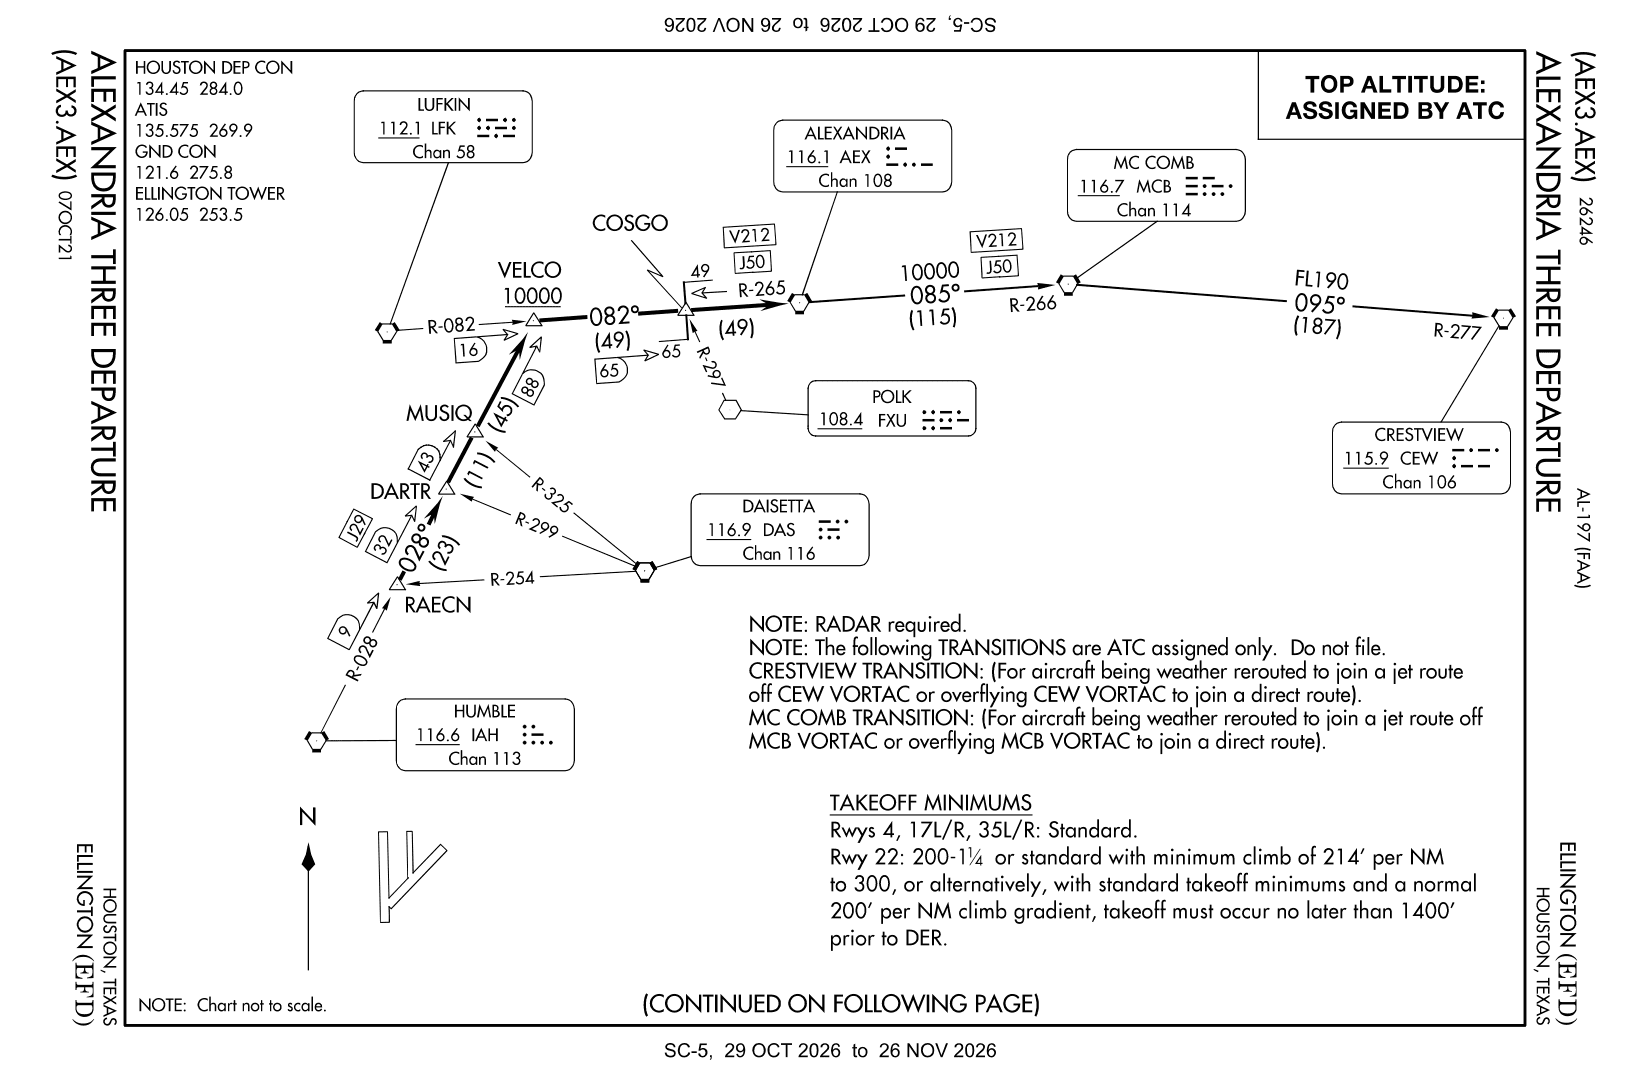 SC-5, 29 OCT 2026 to 26 NOV 2026
(AEX3.AEX) 07OCT21
ALEXANDRIA THREE DEPARTURE
ELLINGTON (EFD)
HOUSTON, TEXAS
HOUSTON DEP CON
134.45 284.0
ATIS
135.575 269.9
GND CON
121.6 275.8
ELLINGTON TOWER
126.05 253.5
TOP ALTITUDE:
ASSIGNED BY ATC
(AEX3.AEX) 26246
ALEXANDRIA THREE DEPARTURE
AL-197 (FAA)
ELLINGTON (EFD)
HOUSTON, TEXAS
LUFKIN
112.1 LFK
Chan 58
ALEXANDRIA
116.1 AEX
Chan 108
MC COMB
116.7 MCB
Chan 114
COSGO
V212
J50
49
R-265
(49)
VELCO
10000
R-082
16
082°
(49)
65
65
R-297
V212
J50
10000
085°
(115)
R-266
FL190
095°
(187)
R-277
POLK
108.4 FXU
CRESTVIEW
115.9 CEW
Chan 106
88
(45)
MUSIQ
43
(11)
DARTR
R-325
R-299
J29
32
028°
(23)
R-254
RAECN
DAISETTA
116.9 DAS
Chan 116
9
R-028
HUMBLE
116.6 IAH
Chan 113
NOTE: RADAR required.
NOTE: The following TRANSITIONS are ATC assigned only. Do not file.
CRESTVIEW TRANSITION: (For aircraft being weather rerouted to join a jet route
off CEW VORTAC or overflying CEW VORTAC to join a direct route).
MC COMB TRANSITION: (For aircraft being weather rerouted to join a jet route off
MCB VORTAC or overflying MCB VORTAC to join a direct route).
TAKEOFF MINIMUMS
Rwys 4, 17L/R, 35L/R: Standard.
Rwy 22: 200-1¼ or standard with minimum climb of 214' per NM
to 300, or alternatively, with standard takeoff minimums and a normal
200' per NM climb gradient, takeoff must occur no later than 1400'
prior to DER.
N
NOTE: Chart not to scale.
(CONTINUED ON FOLLOWING PAGE)
SC-5, 29 OCT 2026 to 26 NOV 2026